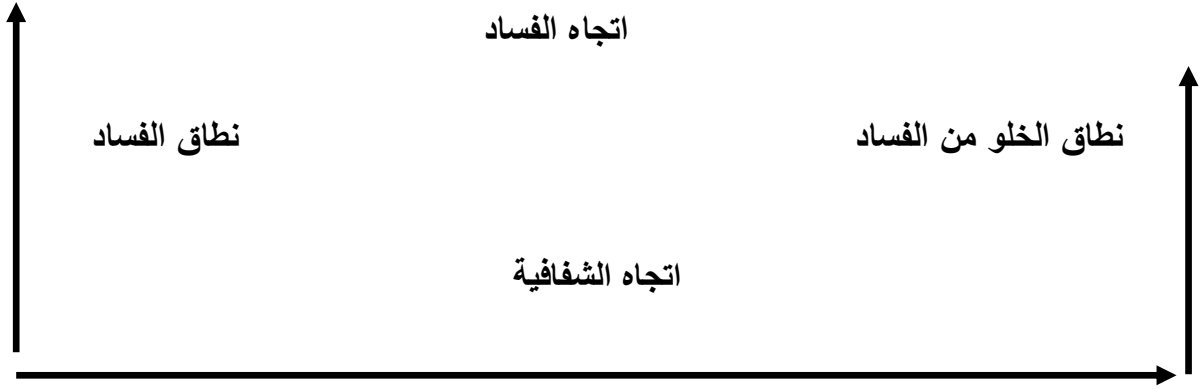 اتجاه الفساد
نطاق الخلو من الفساد
نطاق الفساد
اتجاه الشفافية